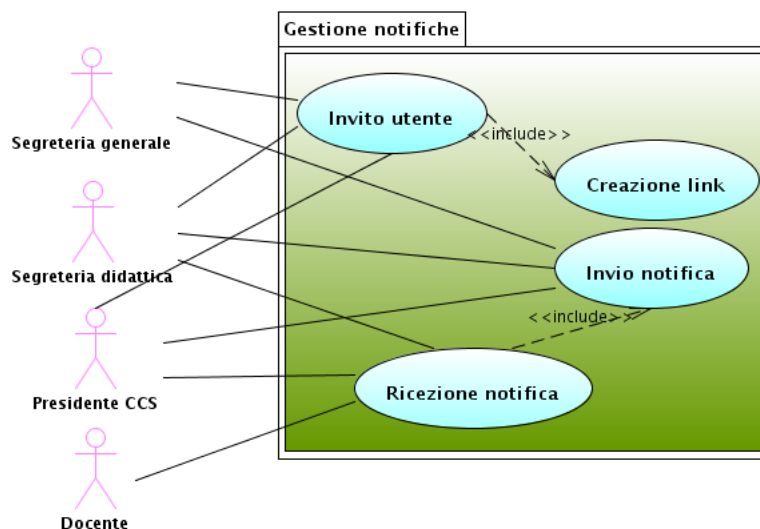 Gestione notifiche
Invito utente
<<include>>
Segreteria generale
Creazione link
Segreteria didattica
Invio notifica
<<include>>
Presidente CCS
Ricezione notifica
Docente